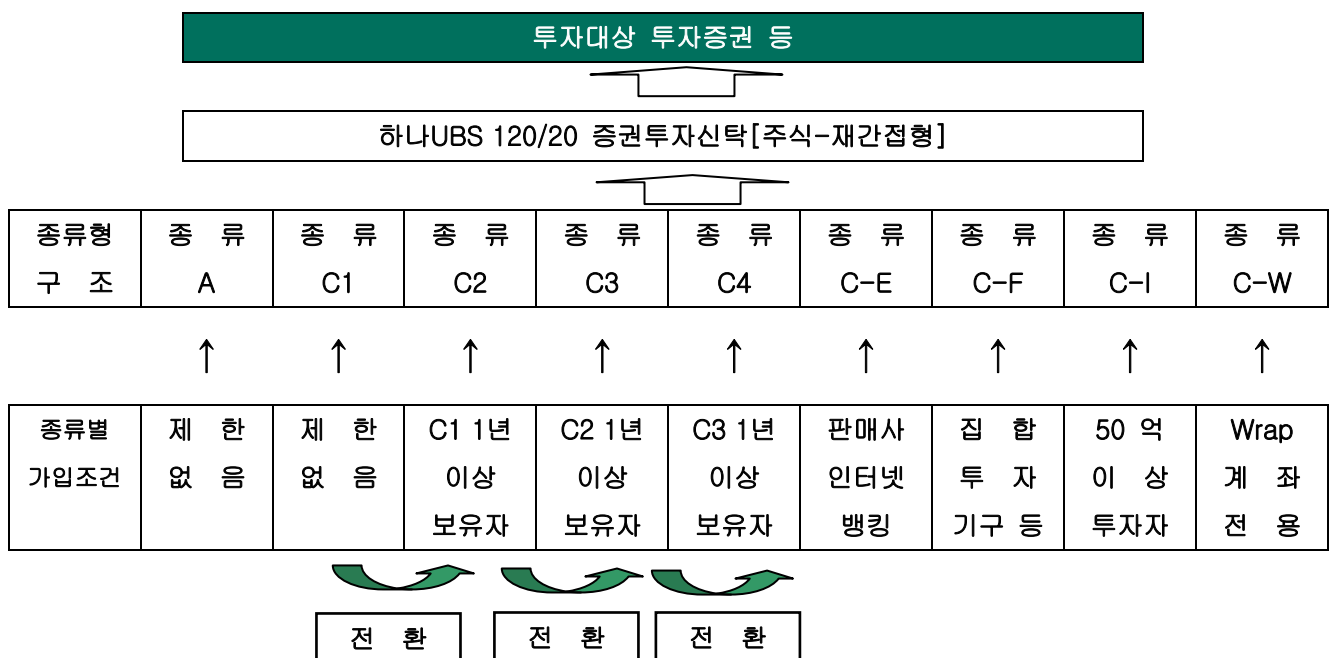 투자대상 투자증권 등
하나UBS 120/20 증권투자신탁[주식-재간접형]
종류형 종 류 종 류 종 류 종 류 종 류 종 류 종 류 종 류 종 류
구 조 A C1 C2 C3 C4 C-E C-F C-I C-W
↑ ↑ ↑ ↑ ↑ ↑ ↑ ↑ ↑
종류별 제 한 제 한 C1 1년 C2 1년 C3 1년 판매사 집 합 50 억 Wrap
가입조건 없 음 없 음 이상 이상 이상 인터넷 투 자 이 상 계 좌
보유자 보유자 보유자 뱅킹 기구 등 투자자 전 용
전 환 전 환 전 환